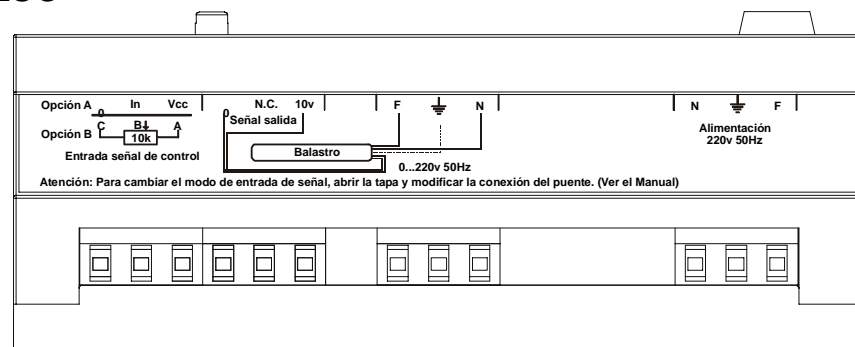 Opción A 0 In Vcc 0 N.C. 10v F N N F
Señal salida
Opción B C B A
10k
Alimentación
220v 50Hz
Balastro
Entrada señal de control
0...220v 50Hz
Atención: Para cambiar el modo de entrada de señal, abrir la tapa y modificar la conexión del puente. (Ver el Manual)